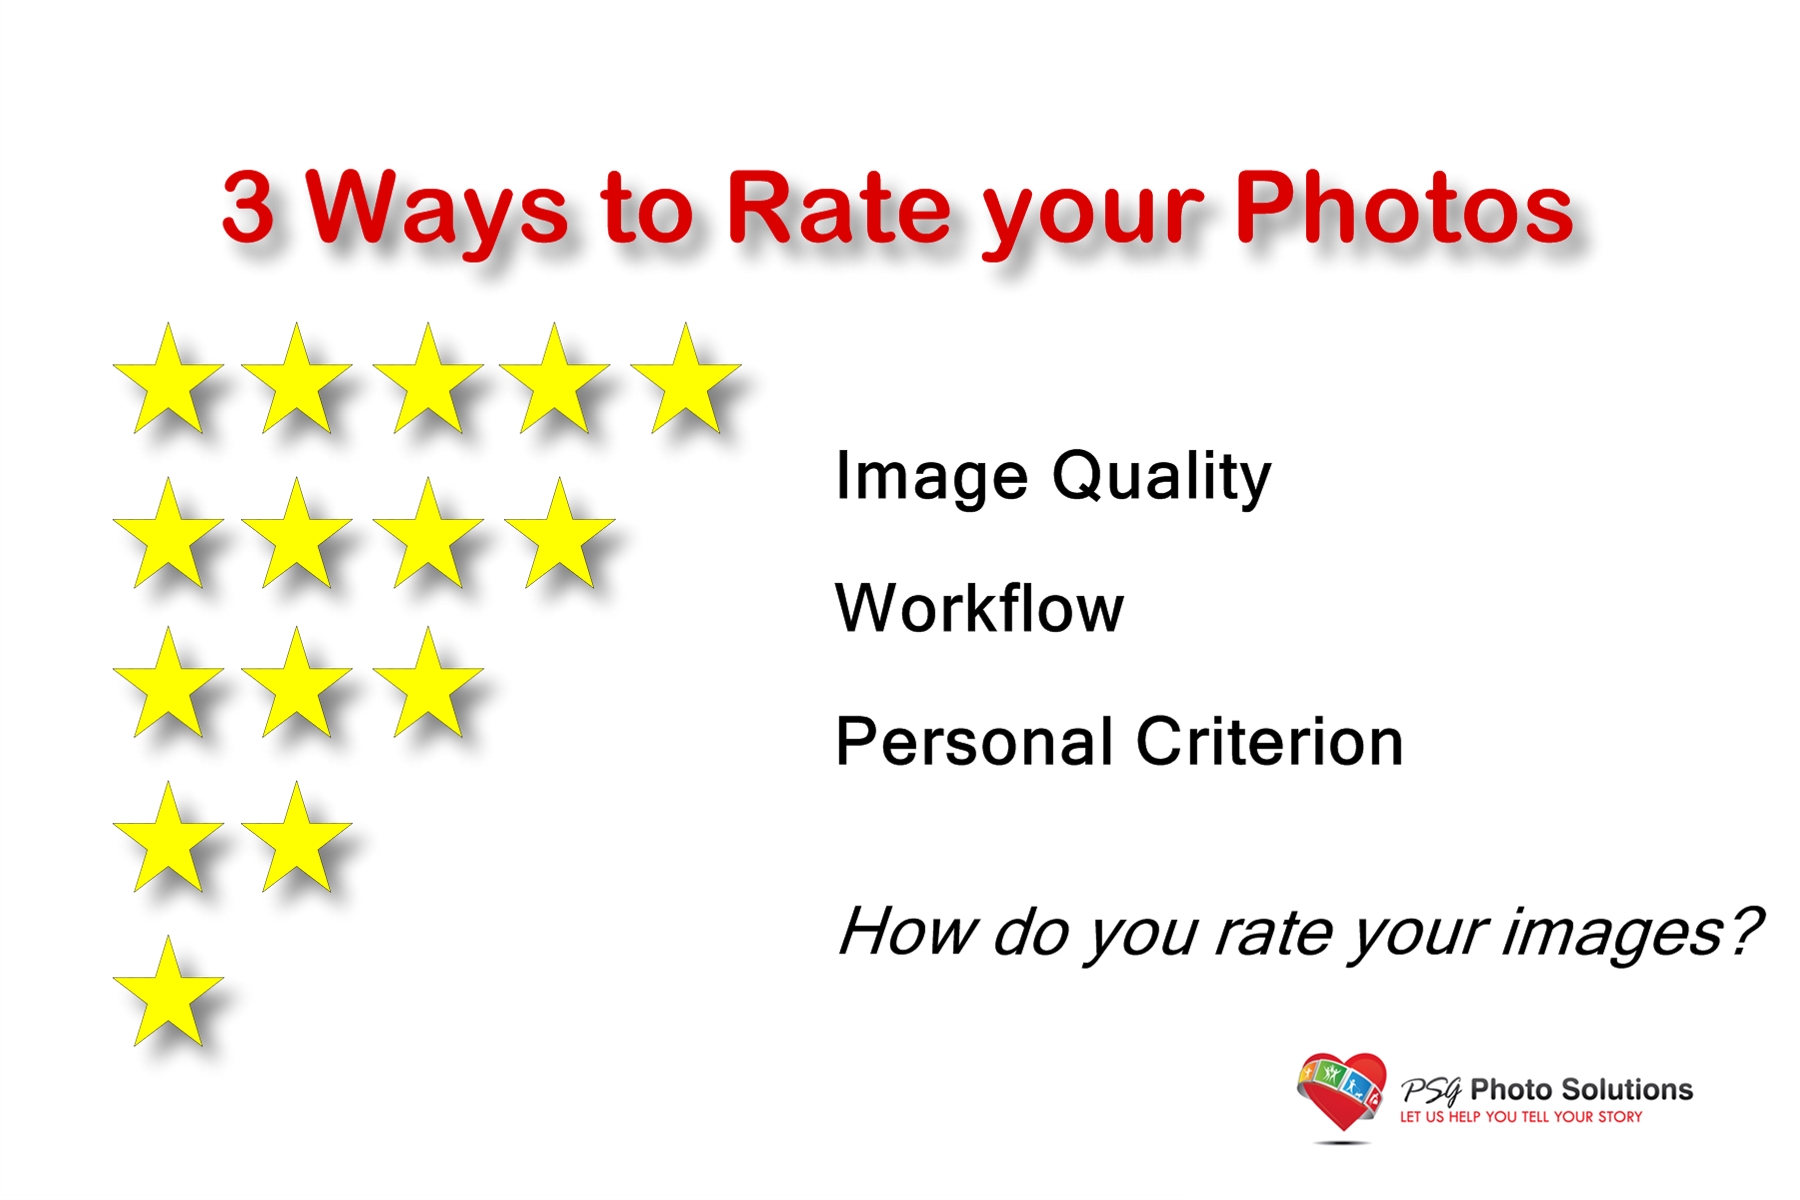 3 Ways to Rate your Photos
Image Quality
Workflow
Personal Criterion
How do you rate your images?
PSG Photo Solutions
LET US HELP YOU TELL YOUR STORY